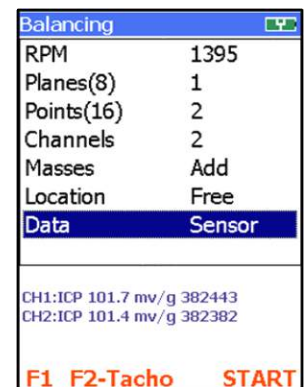 Balancing
RPM 1395
Planes(8) 1
Points(16) 2
Channels 2
Masses Add
Location Free
Data Sensor
CH1:ICP 101.7 mv/g 382443
CH2:ICP 101.4 mv/g 382382
F1 F2-Tacho START